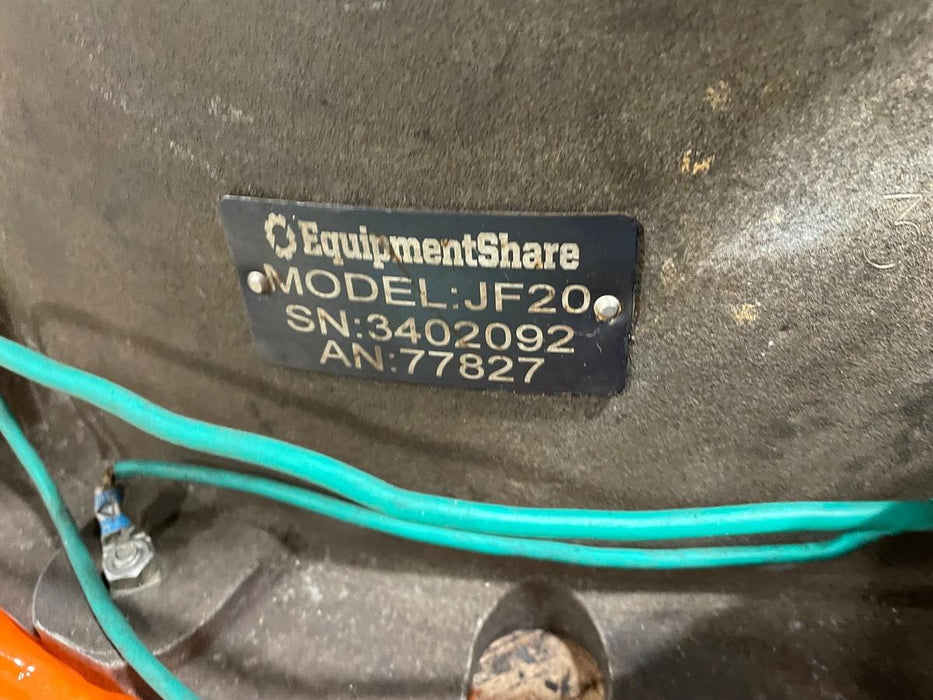 EquipmentShare
MODEL:JF20
SN:3402092
AN:77827